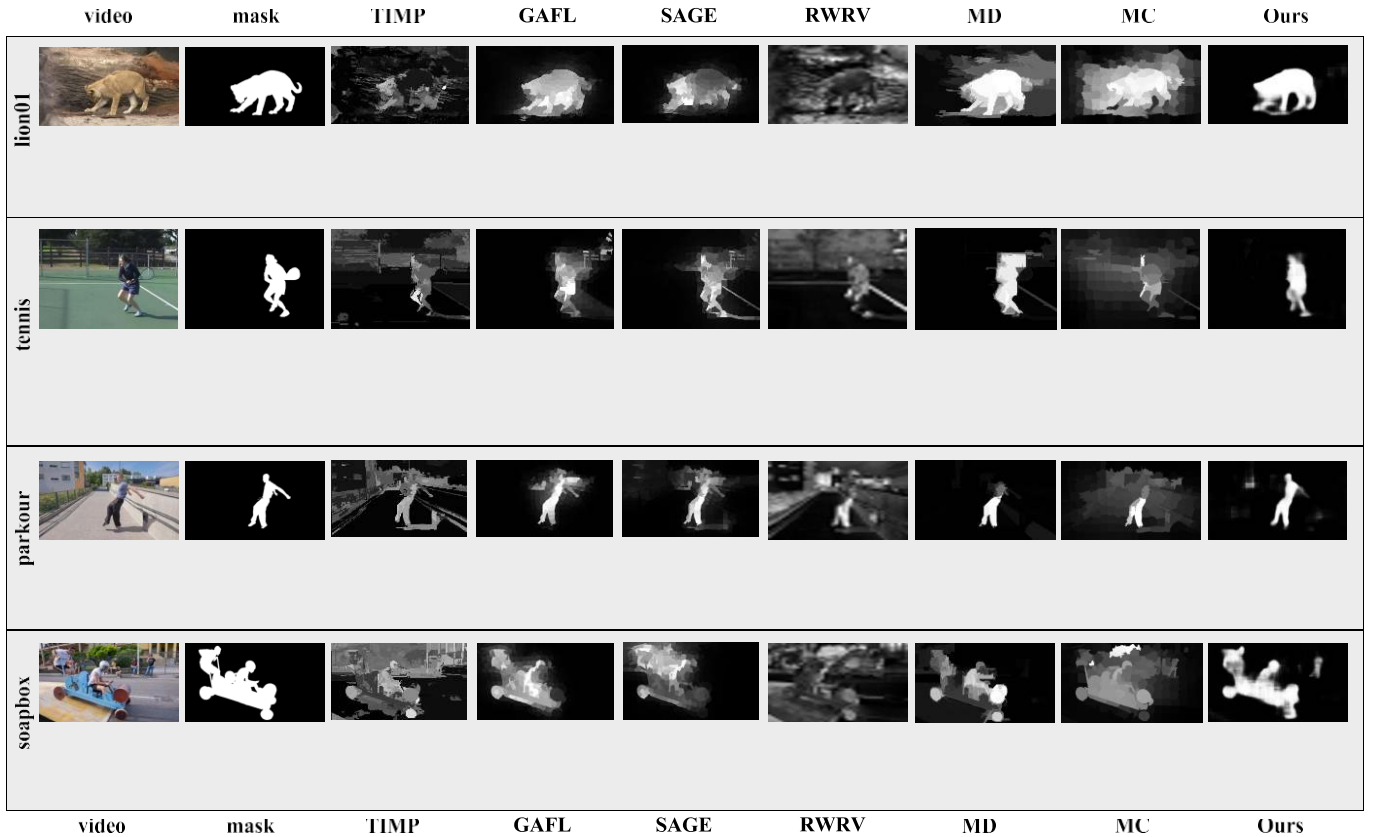 video mask TIMP GAFL SAGE RWRV MD MC Ours
lion01
tennis
parkour
soapbox
video mask TIMP GAFL SAGE RWRV MD MC Ours